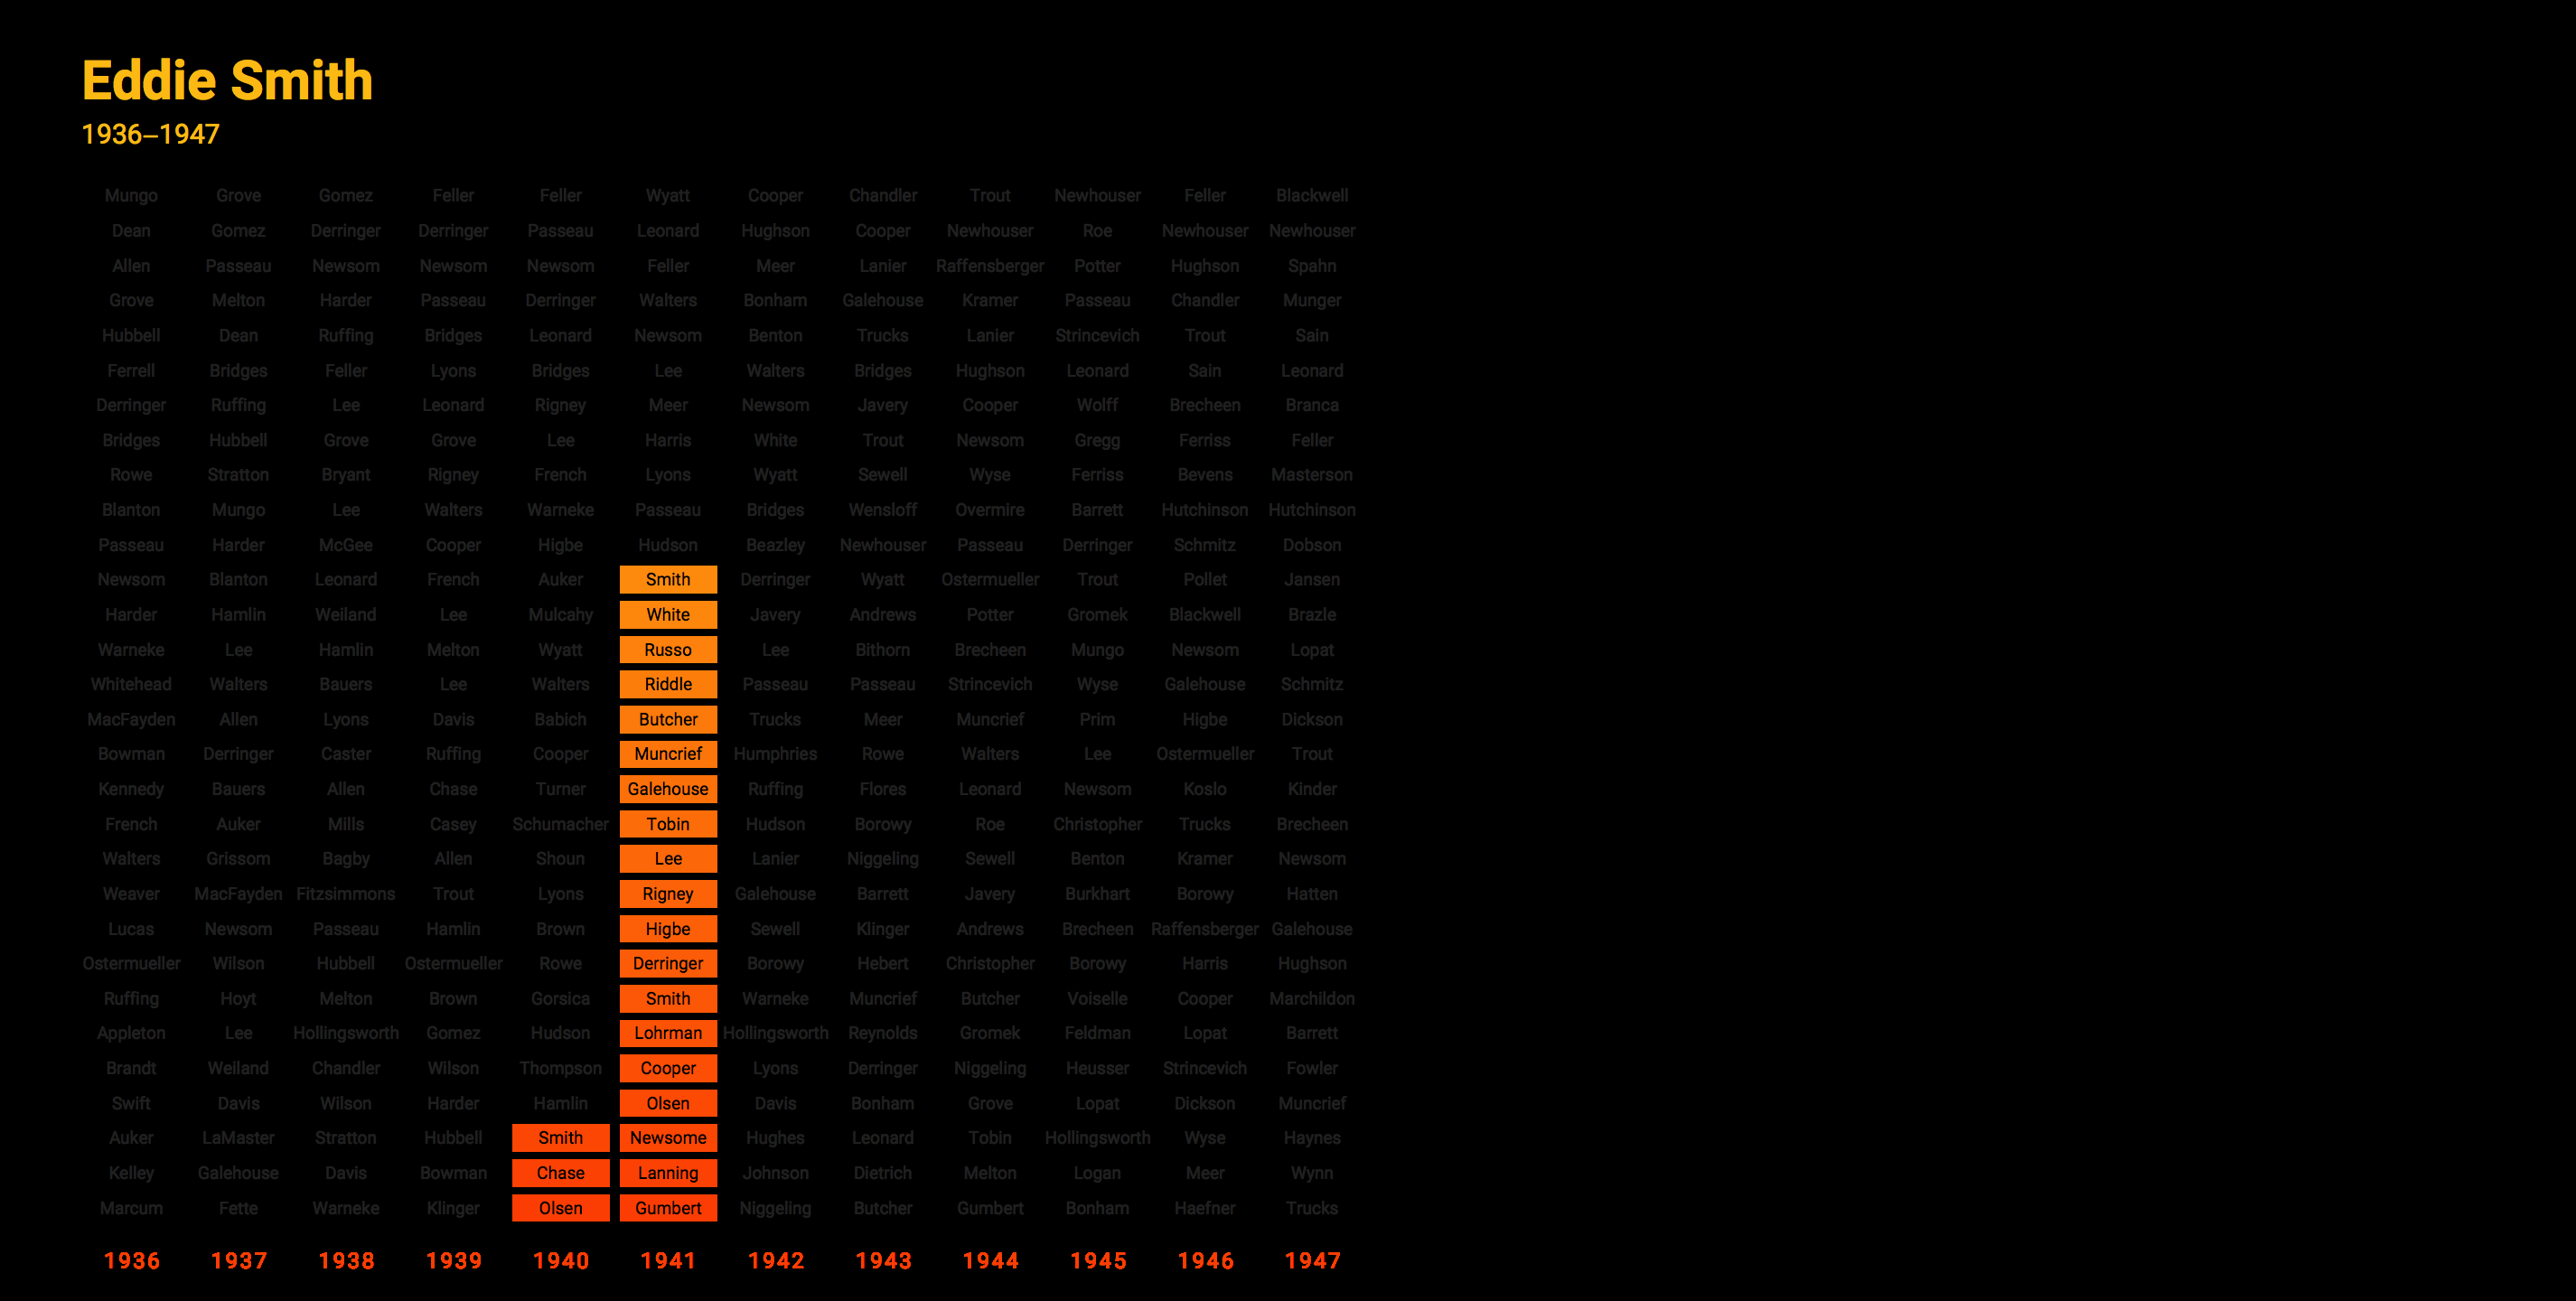 Eddie Smith
1936–1947
Mungo Grove Gomez Feller Feller Wyatt Cooper Chandler Trout Newhouser Feller Blackwell
Dean Gomez Derringer Derringer Passeau Leonard Hughson Cooper Newhouser Roe Newhouser Newhouser
Allen Passeau Newsom Newsom Newsom Feller Meer Lanier Raffensberger Potter Hughson Spahn
Grove Melton Harder Passeau Derringer Walters Bonham Galehouse Kramer Passeau Chandler Munger
Hubbell Dean Ruffing Bridges Leonard Newsom Benton Trucks Lanier Strincevich Trout Sain
Ferrell Bridges Feller Lyons Bridges Lee Walters Bridges Hughson Leonard Sain Leonard
Derringer Ruffing Lee Leonard Rigney Meer Newsom Javery Cooper Wolff Brecheen Branca
Bridges Hubbell Grove Grove Lee Harris White Trout Newsom Gregg Ferriss Feller
Rowe Stratton Bryant Rigney French Lyons Wyatt Sewell Wyse Ferriss Bevens Masterson
Blanton Mungo Lee Walters Warneke Passeau Bridges Wensloff Overmire Barrett Hutchinson Hutchinson
Passeau Harder McGee Cooper Higbe Hudson Beazley Newhouser Passeau Derringer Schmitz Dobson
Newsom Blanton Leonard French Auker Smith Derringer Wyatt Ostermueller Trout Pollet Jansen
Harder Hamlin Weiland Lee Mulcahy White Javery Andrews Potter Gromek Blackwell Brazle
Warneke Lee Hamlin Melton Wyatt Russo Lee Bithorn Brecheen Mungo Newsom Lopat
Whitehead Walters Bauers Lee Walters Riddle Passeau Passeau Strincevich Wyse Galehouse Schmitz
MacFayden Allen Lyons Davis Babich Butcher Trucks Meer Muncrief Prim Higbe Dickson
Bowman Derringer Caster Ruffing Cooper Muncrief Humphries Rowe Walters Lee Ostermueller Trout
Kennedy Bauers Allen Chase Turner Galehouse Ruffing Flores Leonard Newsom Koslo Kinder
French Auker Mills Casey Schumacher Tobin Hudson Borowy Roe Christopher Trucks Brecheen
Walters Grissom Bagby Allen Shoun Lee Lanier Niggeling Sewell Benton Kramer Newsom
Weaver MacFayden Fitzsimmons Trout Lyons Rigney Galehouse Barrett Javery Burkhart Borowy Hatten
Lucas Newsom Passeau Hamlin Brown Higbe Sewell Klinger Andrews Brecheen Raffensberger Galehouse
Ostermueller Wilson Hubbell Ostermueller Rowe Derringer Borowy Hebert Christopher Borowy Harris Hughson
Ruffing Hoyt Melton Brown Gorsica Smith Warneke Muncrief Butcher Voiselle Cooper Marchildon
Appleton Lee Hollingsworth Gomez Hudson Lohrman Hollingsworth Reynolds Gromek Feldman Lopat Barrett
Brandt Weiland Chandler Wilson Thompson Cooper Lyons Derringer Niggeling Heusser Strincevich Fowler
Swift Davis Wilson Harder Hamlin Olsen Davis Bonham Grove Lopat Dickson Muncrief
Auker LaMaster Stratton Hubbell Smith Newsome Hughes Leonard Tobin Hollingsworth Wyse Haynes
Kelley Galehouse Davis Bowman Chase Lanning Johnson Dietrich Melton Logan Meer Wynn
Marcum Fette Warneke Klinger Olsen Gumbert Niggeling Butcher Gumbert Bonham Haefner Trucks
1936 1937 1938 1939 1940 1941 1942 1943 1944 1945 1946 1947